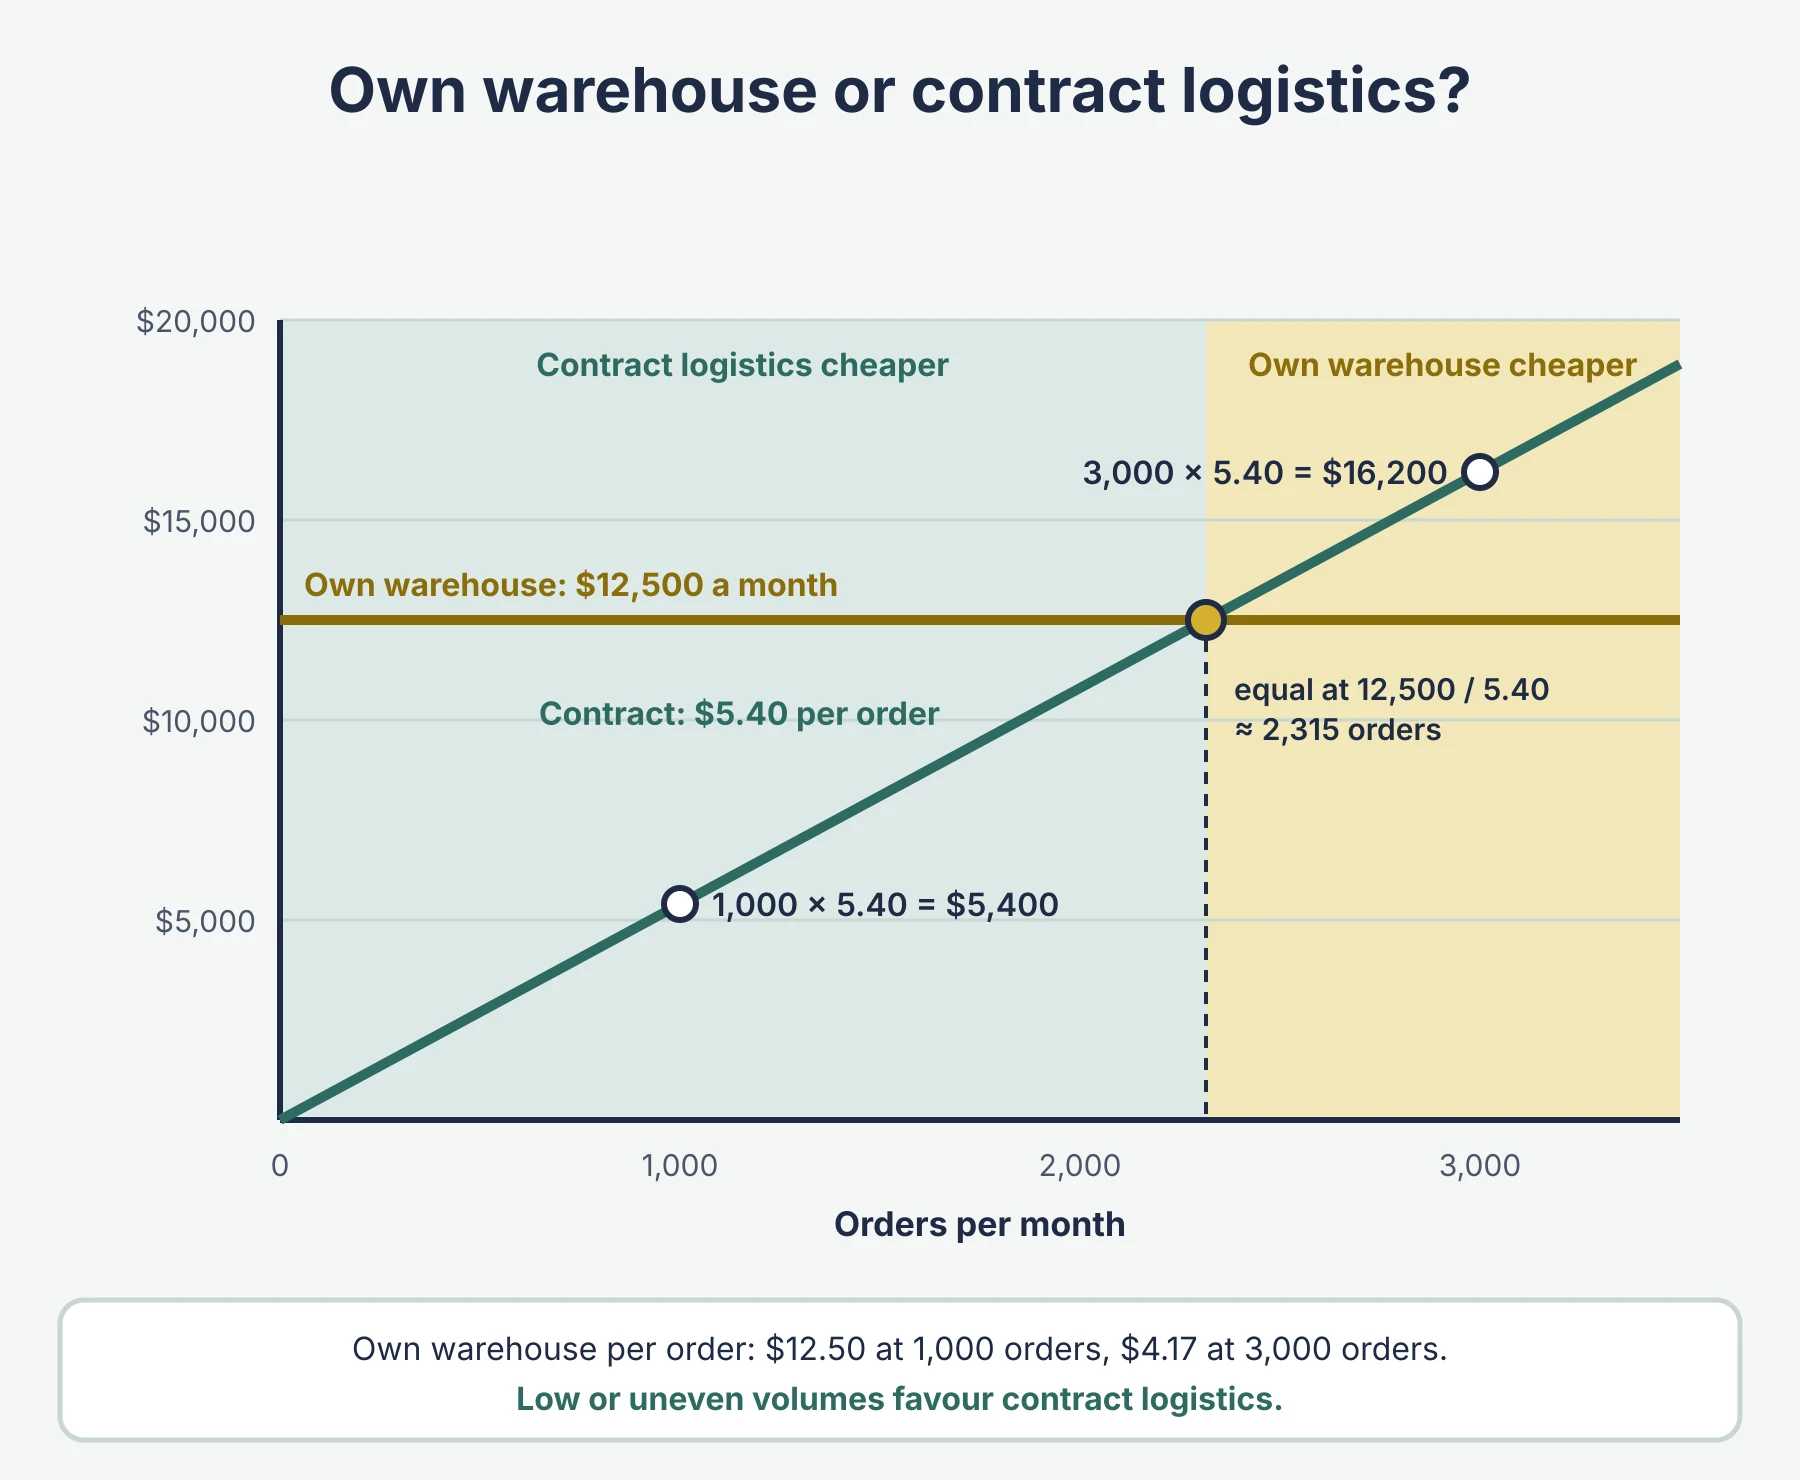 Own warehouse or contract logistics?
$20,000
Contract logistics cheaper
Own warehouse cheaper
3,000 × 5.40 = $16,200
$15,000
Own warehouse: $12,500 a month
equal at 12,500 / 5.40
≈ 2,315 orders
Contract: $5.40 per order
$10,000
1,000 × 5.40 = $5,400
$5,000
0
1,000
2,000
3,000
Orders per month
Own warehouse per order: $12.50 at 1,000 orders, $4.17 at 3,000 orders.
Low or uneven volumes favour contract logistics.